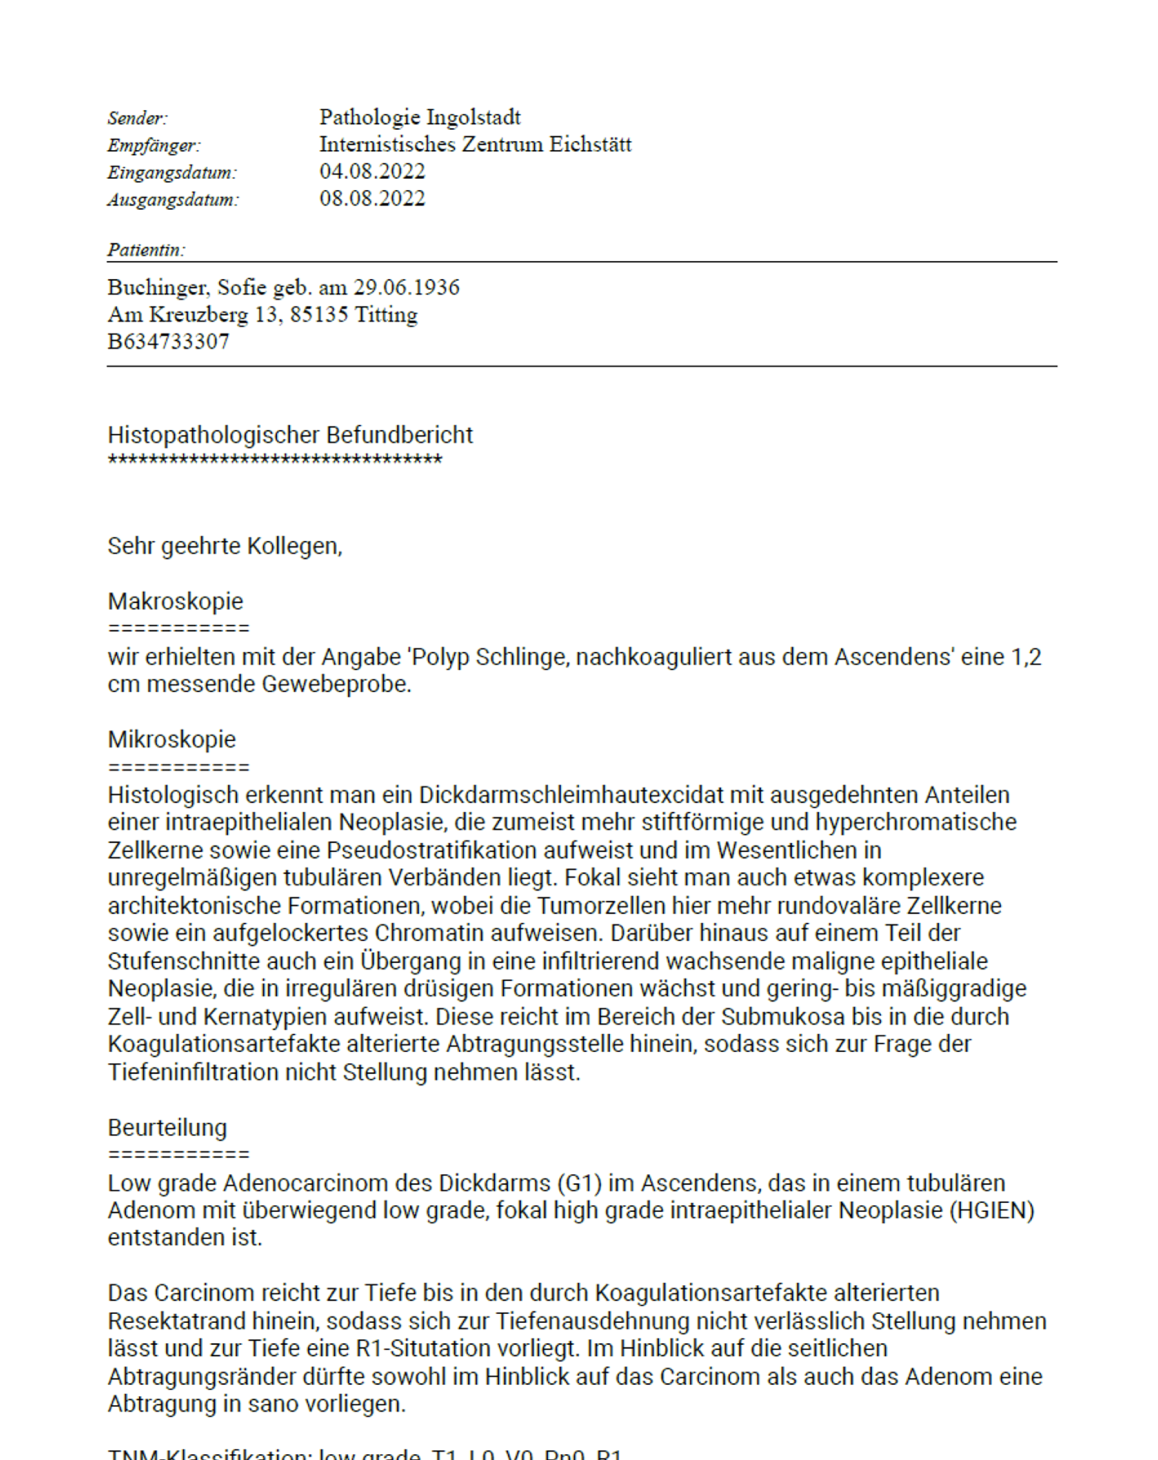 Sender: Pathologie Ingolstadt
Empfänger: Internistisches Zentrum Eichstätt
Eingangsdatum: 04.08.2022
Ausgangsdatum: 08.08.2022
Patientin:
Buchinger, Sofie geb. am 29.06.1936
Am Kreuzberg 13, 85135 Titting
B634733307
Histopathologischer Befundbericht
*********************************
Sehr geehrte Kollegen,
Makroskopie
===========
wir erhielten mit der Angabe 'Polyp Schlinge, nachkoaguliert aus dem Ascendens' eine 1,2
cm messende Gewebeprobe.
Mikroskopie
===========
Histologisch erkennt man ein Dickdarmschleimhautexcidat mit ausgedehnten Anteilen
einer intraepithelialen Neoplasie, die zumeist mehr stiftförmige und hyperchromatische
Zellkerne sowie eine Pseudostratifikation aufweist und im Wesentlichen in
unregelmäßigen tubulären Verbänden liegt. Fokal sieht man auch etwas komplexere
architektonische Formationen, wobei die Tumorzellen hier mehr rundovaläre Zellkerne
sowie ein aufgelockertes Chromatin aufweisen. Darüber hinaus auf einem Teil der
Stufenschnitte auch ein Übergang in eine infiltrierend wachsende maligne epitheliale
Neoplasie, die in irregulären drüsigen Formationen wächst und gering- bis mäßiggradige
Zell- und Kernatypien aufweist. Diese reicht im Bereich der Submukosa bis in die durch
Koagulationsartefakte alterierte Abtragungsstelle hinein, sodass sich zur Frage der
Tiefeninfiltration nicht Stellung nehmen lässt.
Beurteilung
===========
Low grade Adenocarcinom des Dickdarms (G1) im Ascendens, das in einem tubulären
Adenom mit überwiegend low grade, fokal high grade intraepithelialer Neoplasie (HGIEN)
entstanden ist.
Das Carcinom reicht zur Tiefe bis in den durch Koagulationsartefakte alterierten
Resektatrand hinein, sodass sich zur Tiefenausdehnung nicht verlässlich Stellung nehmen
lässt und zur Tiefe eine R1-Situtation vorliegt. Im Hinblick auf die seitlichen
Abtragungsränder dürfte sowohl im Hinblick auf das Carcinom als auch das Adenom eine
Abtragung in sano vorliegen.
TNM-Klassifikation: low grade, T1, L0, V0, Pn0, R1